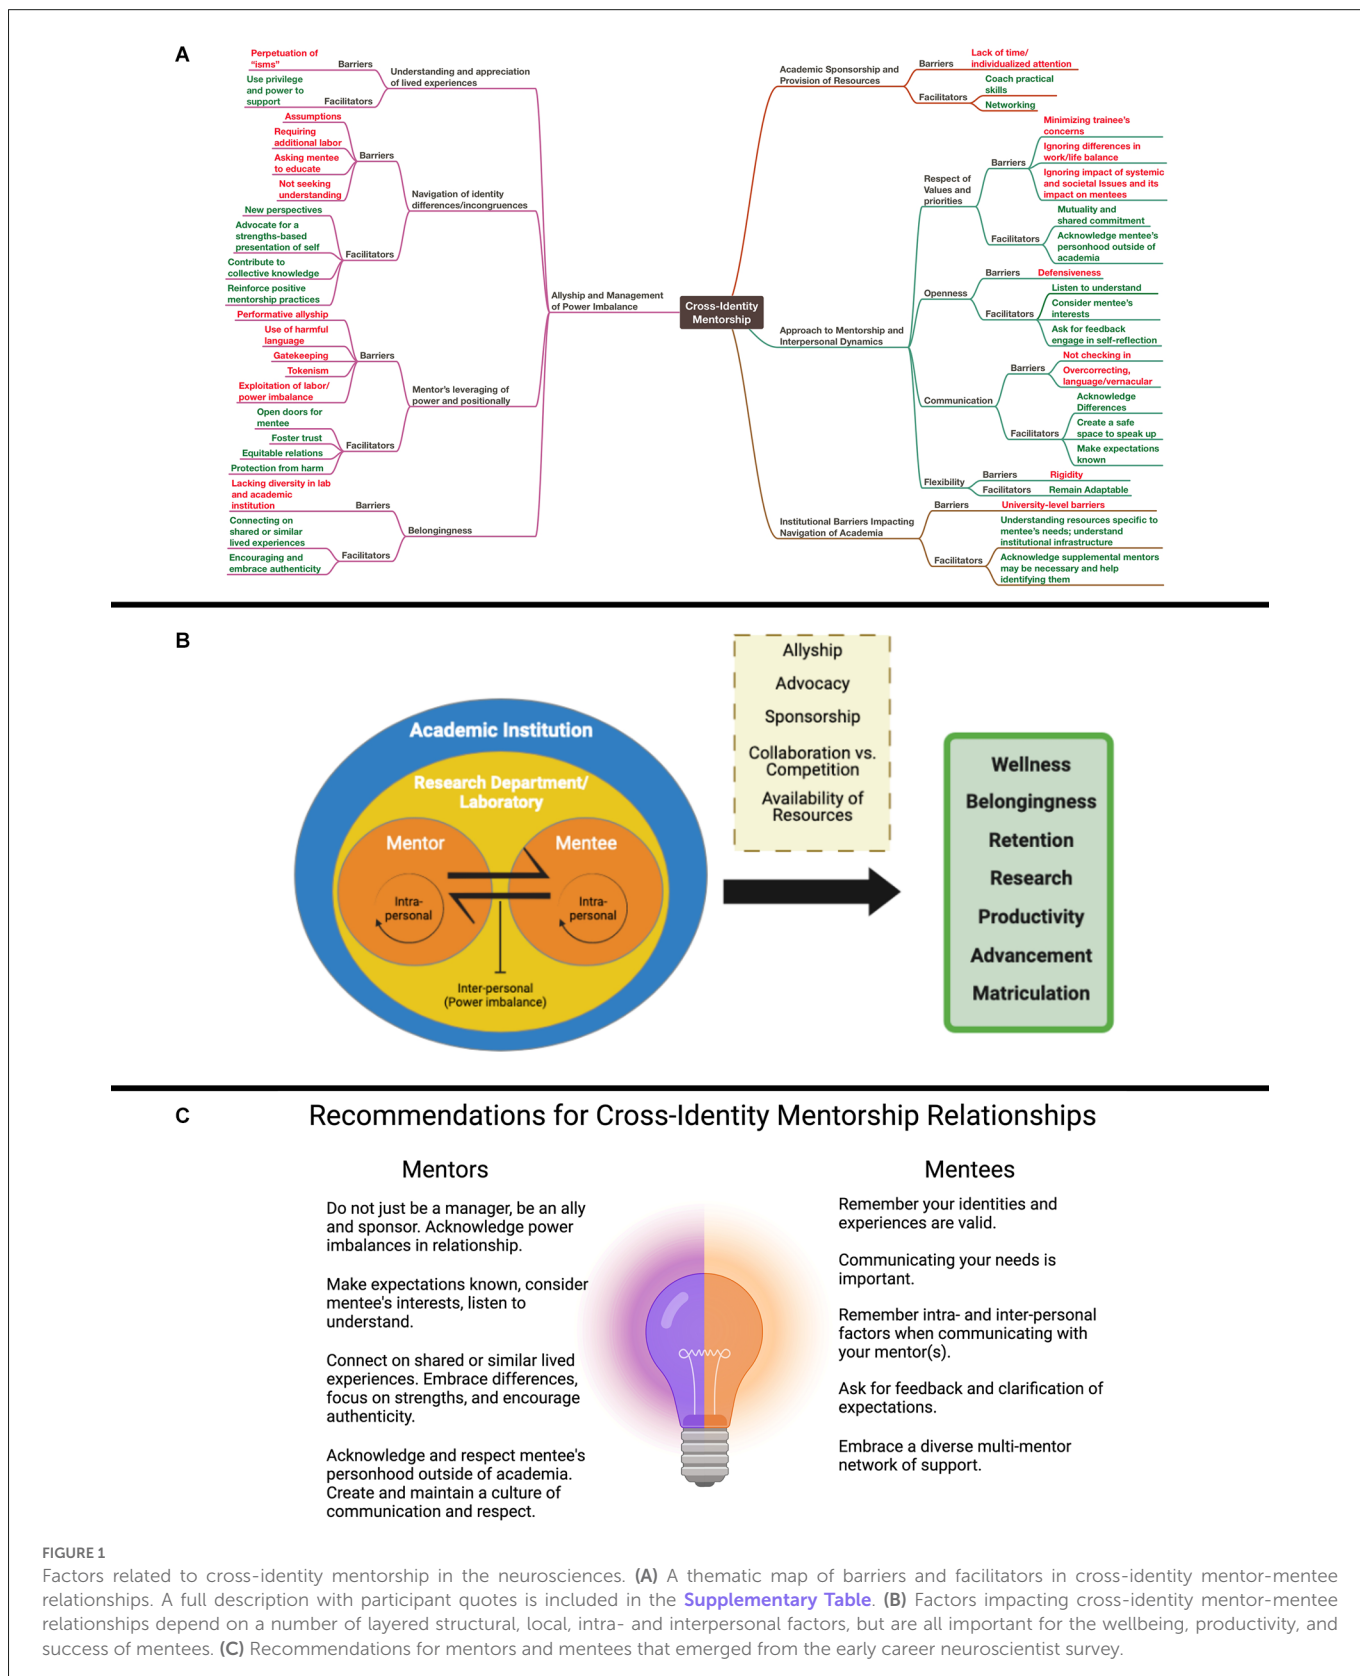 A
Perpetuation of
"isms"
Barriers
Use privilege
and power to
support
Facilitators
Understanding and appreciation
of lived experiences
Assumptions
Requiring
additional labor
Asking mentee
to educate
Not seeking
understanding
Barriers
New perspectives
Advocate for a
strengths-based
presentation of self
Contribute to
collective knowledge
Reinforce positive
mentorship practices
Facilitators
Navigation of identity
differences/incongruences
Performative allyship
Use of harmful
language
Gatekeeping
Tokenism
Exploitation of labor/
power imbalance
Barriers
Open doors for
mentee
Foster trust
Equitable relations
Protection from harm
Facilitators
Mentor's leveraging of
power and positionally
Lacking diversity in lab
and academic
institution
Barriers
Connecting on
shared or similar
lived experiences
Encouraging and
embrace authenticity
Facilitators
Belongingness
Allyship and Management
of Power Imbalance
Cross-Identity
Mentorship
Academic Sponsorship and
Provision of Resources
Barriers
Lack of time/
individualized attention
Facilitators
Coach practical
skills
Networking
Approach to Mentorship and
Interpersonal Dynamics
Respect of
Values and
priorities
Barriers
Minimizing trainee's
concerns
Ignoring differences in
work/life balance
Ignoring impact of systemic
and societal Issues and its
impact on mentees
Facilitators
Mutuality and
shared commitment
Acknowledge mentee's
personhood outside of
academia
Openness
Barriers
Defensiveness
Facilitators
Listen to understand
Consider mentee's
interests
Ask for feedback
engage in self-reflection
Communication
Barriers
Not checking in
Overcorrecting,
language/vernacular
Facilitators
Acknowledge
Differences
Create a safe
space to speak up
Make expectations
known
Flexibility
Barriers
Rigidity
Facilitators
Remain Adaptable
Institutional Barriers Impacting
Navigation of Academia
Barriers
University-level barriers
Facilitators
Understanding resources specific to
mentee's needs; understand
institutional infrastructure
Acknowledge supplemental mentors
may be necessary and help
identifying them
B
Academic Institution
Research Department/
Laboratory
Mentor
Intra-
personal
Mentee
Intra-
personal
Inter-personal
(Power imbalance)
Allyship
Advocacy
Sponsorship
Collaboration vs.
Competition
Availability of
Resources
Wellness
Belongingness
Retention
Research
Productivity
Advancement
Matriculation
C
Recommendations for Cross-Identity Mentorship Relationships
Mentors
Do not just be a manager, be an ally
and sponsor. Acknowledge power
imbalances in relationship.
Make expectations known, consider
mentee's interests, listen to
understand.
Connect on shared or similar lived
experiences. Embrace differences,
focus on strengths, and encourage
authenticity.
Acknowledge and respect mentee's
personhood outside of academia.
Create and maintain a culture of
communication and respect.
Mentees
Remember your identities and
experiences are valid.
Communicating your needs is
important.
Remember intra- and inter-personal
factors when communicating with
your mentor(s).
Ask for feedback and clarification of
expectations.
Embrace a diverse multi-mentor
network of support.
FIGURE 1
Factors related to cross-identity mentorship in the neurosciences. (A) A thematic map of barriers and facilitators in cross-identity mentor-mentee
relationships. A full description with participant quotes is included in the Supplementary Table. (B) Factors impacting cross-identity mentor-mentee
relationships depend on a number of layered structural, local, intra- and interpersonal factors, but are all important for the wellbeing, productivity, and
success of mentees. (C) Recommendations for mentors and mentees that emerged from the early career neuroscientist survey.